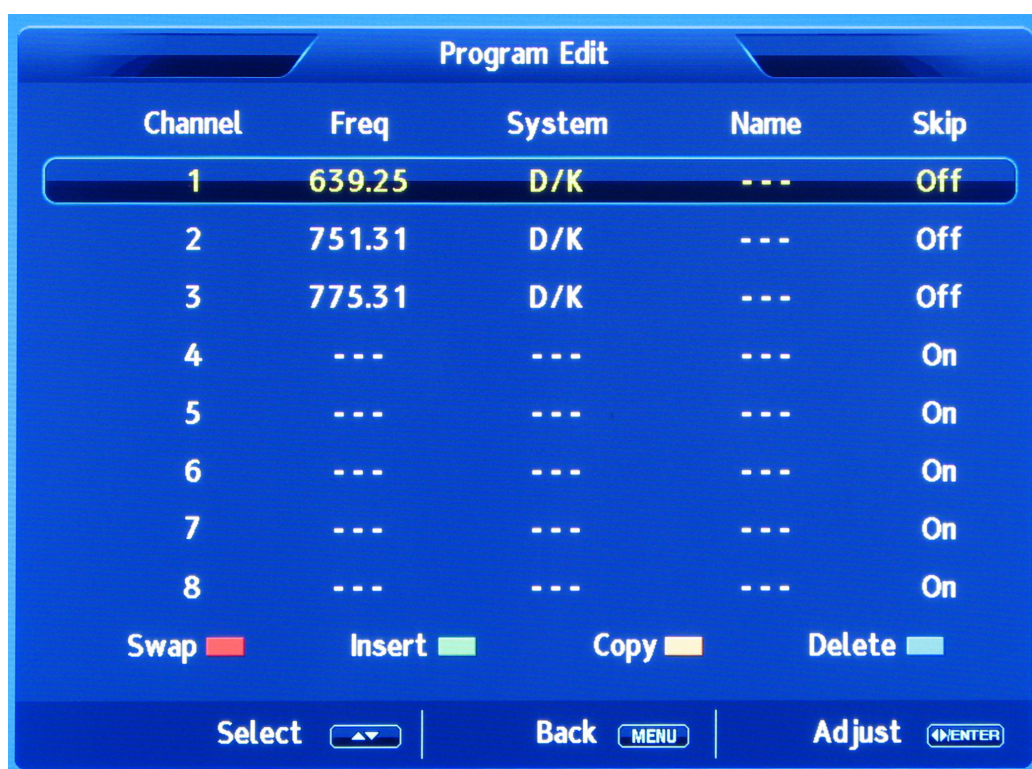 Program Edit
Channel Freq System Name Skip
1 639.25 D/K --- Off
2 751.31 D/K --- Off
3 775.31 D/K --- Off
4 --- --- --- On
5 --- --- --- On
6 --- --- --- On
7 --- --- --- On
8 --- --- --- On
Swap Insert Copy Delete
Select Back MENU Adjust ENTER